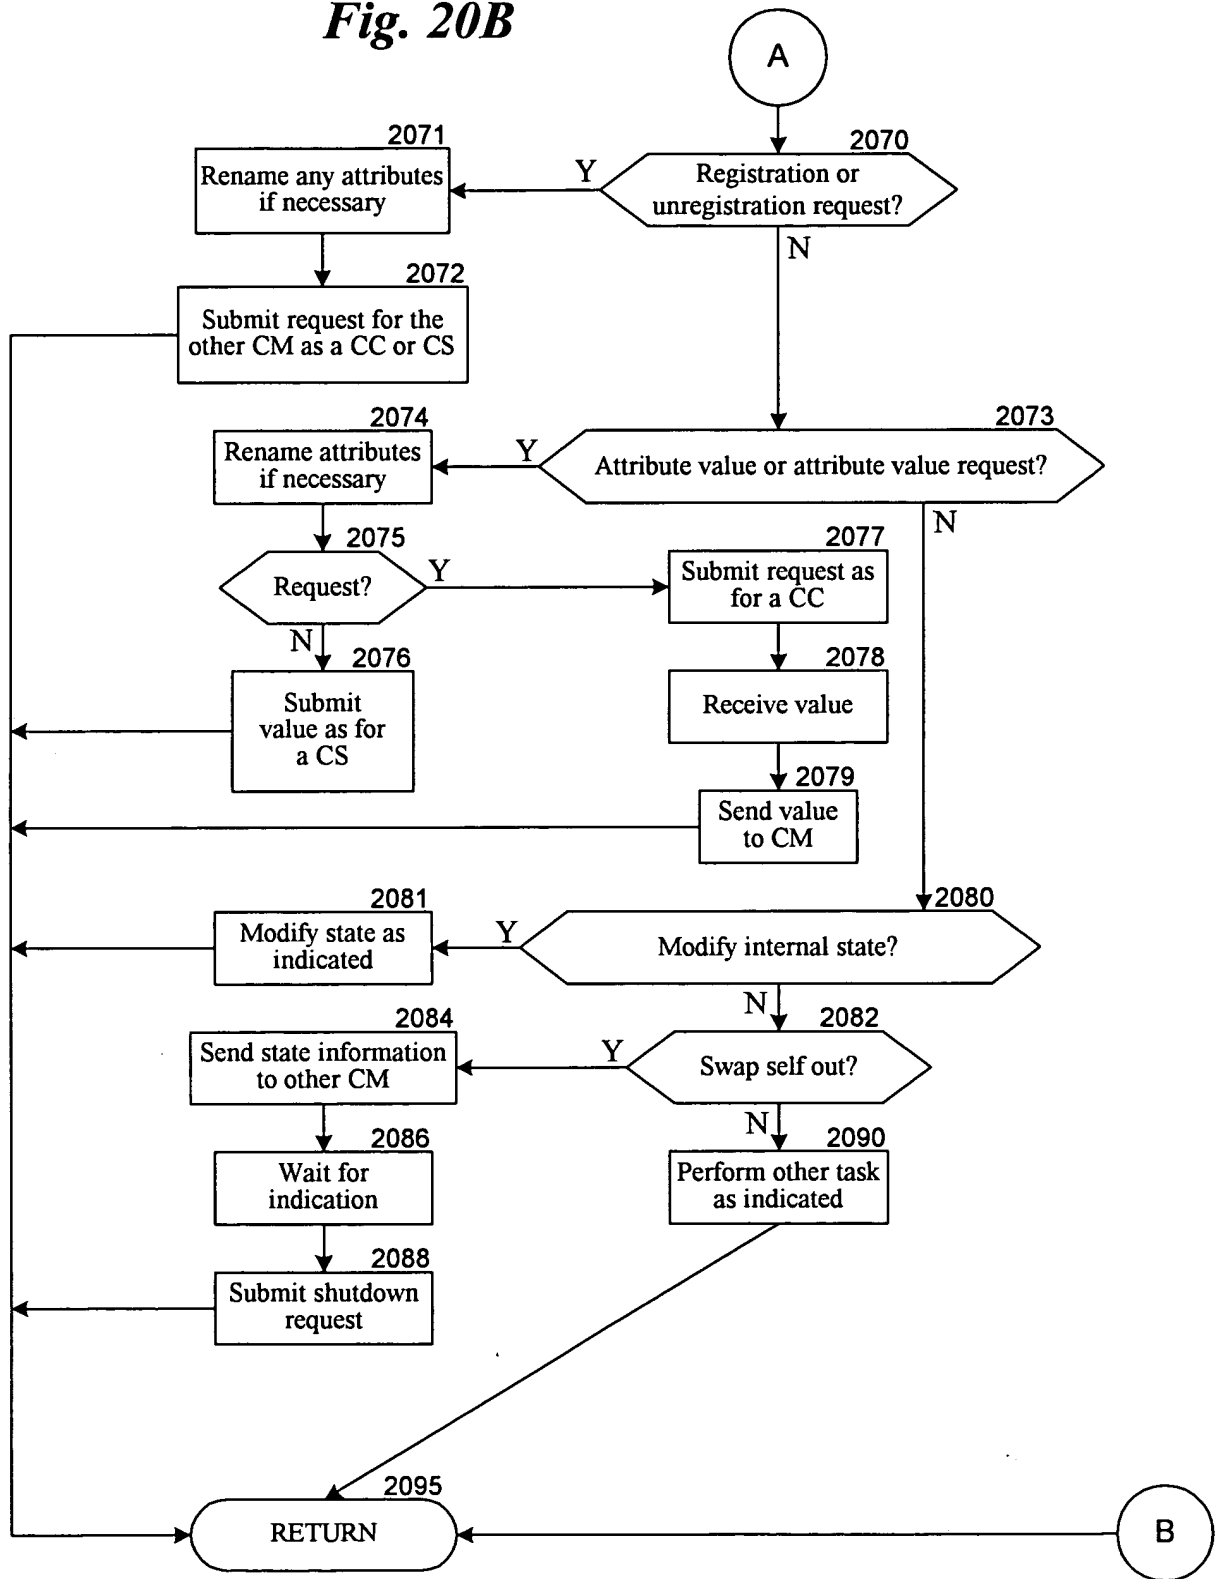 Fig. 20B
A
2070
Registration or
unregistration request?
Y
N
2071
Rename any attributes
if necessary
2072
Submit request for the
other CM as a CC or CS
2073
Attribute value or attribute value request?
Y
N
2074
Rename attributes
if necessary
2075
Request?
Y
N
2076
Submit
value as for
a CS
2077
Submit request as
for a CC
2078
Receive value
2079
Send value
to CM
2080
Modify internal state?
Y
N
2081
Modify state as
indicated
2082
Swap self out?
Y
N
2084
Send state information
to other CM
2086
Wait for
indication
2088
Submit shutdown
request
2090
Perform other task
as indicated
2095
RETURN
B